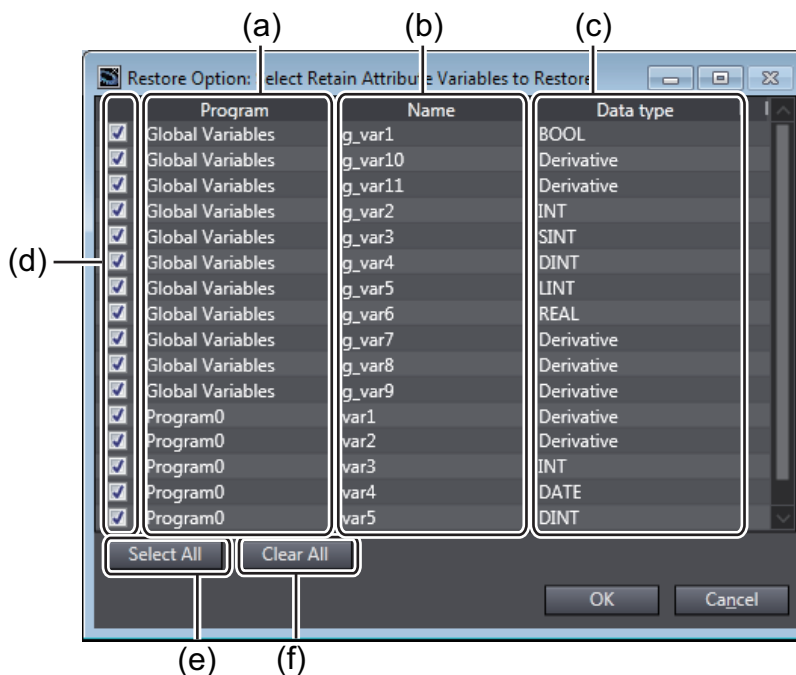 (a) (b) (c)
Restore Option: Select Retain Attribute Variables to Restore
Program Name Data type
Global Variables g_var1 BOOL
Global Variables g_var10 Derivative
Global Variables g_var11 Derivative
Global Variables g_var2 INT
Global Variables g_var3 SINT
(d) Global Variables g_var4 DINT
Global Variables g_var5 LINT
Global Variables g_var6 REAL
Global Variables g_var7 Derivative
Global Variables g_var8 Derivative
Global Variables g_var9 Derivative
Program0 var1 Derivative
Program0 var2 Derivative
Program0 var3 INT
Program0 var4 DATE
Program0 var5 DINT
Select All Clear All
OK Cancel
(e) (f)